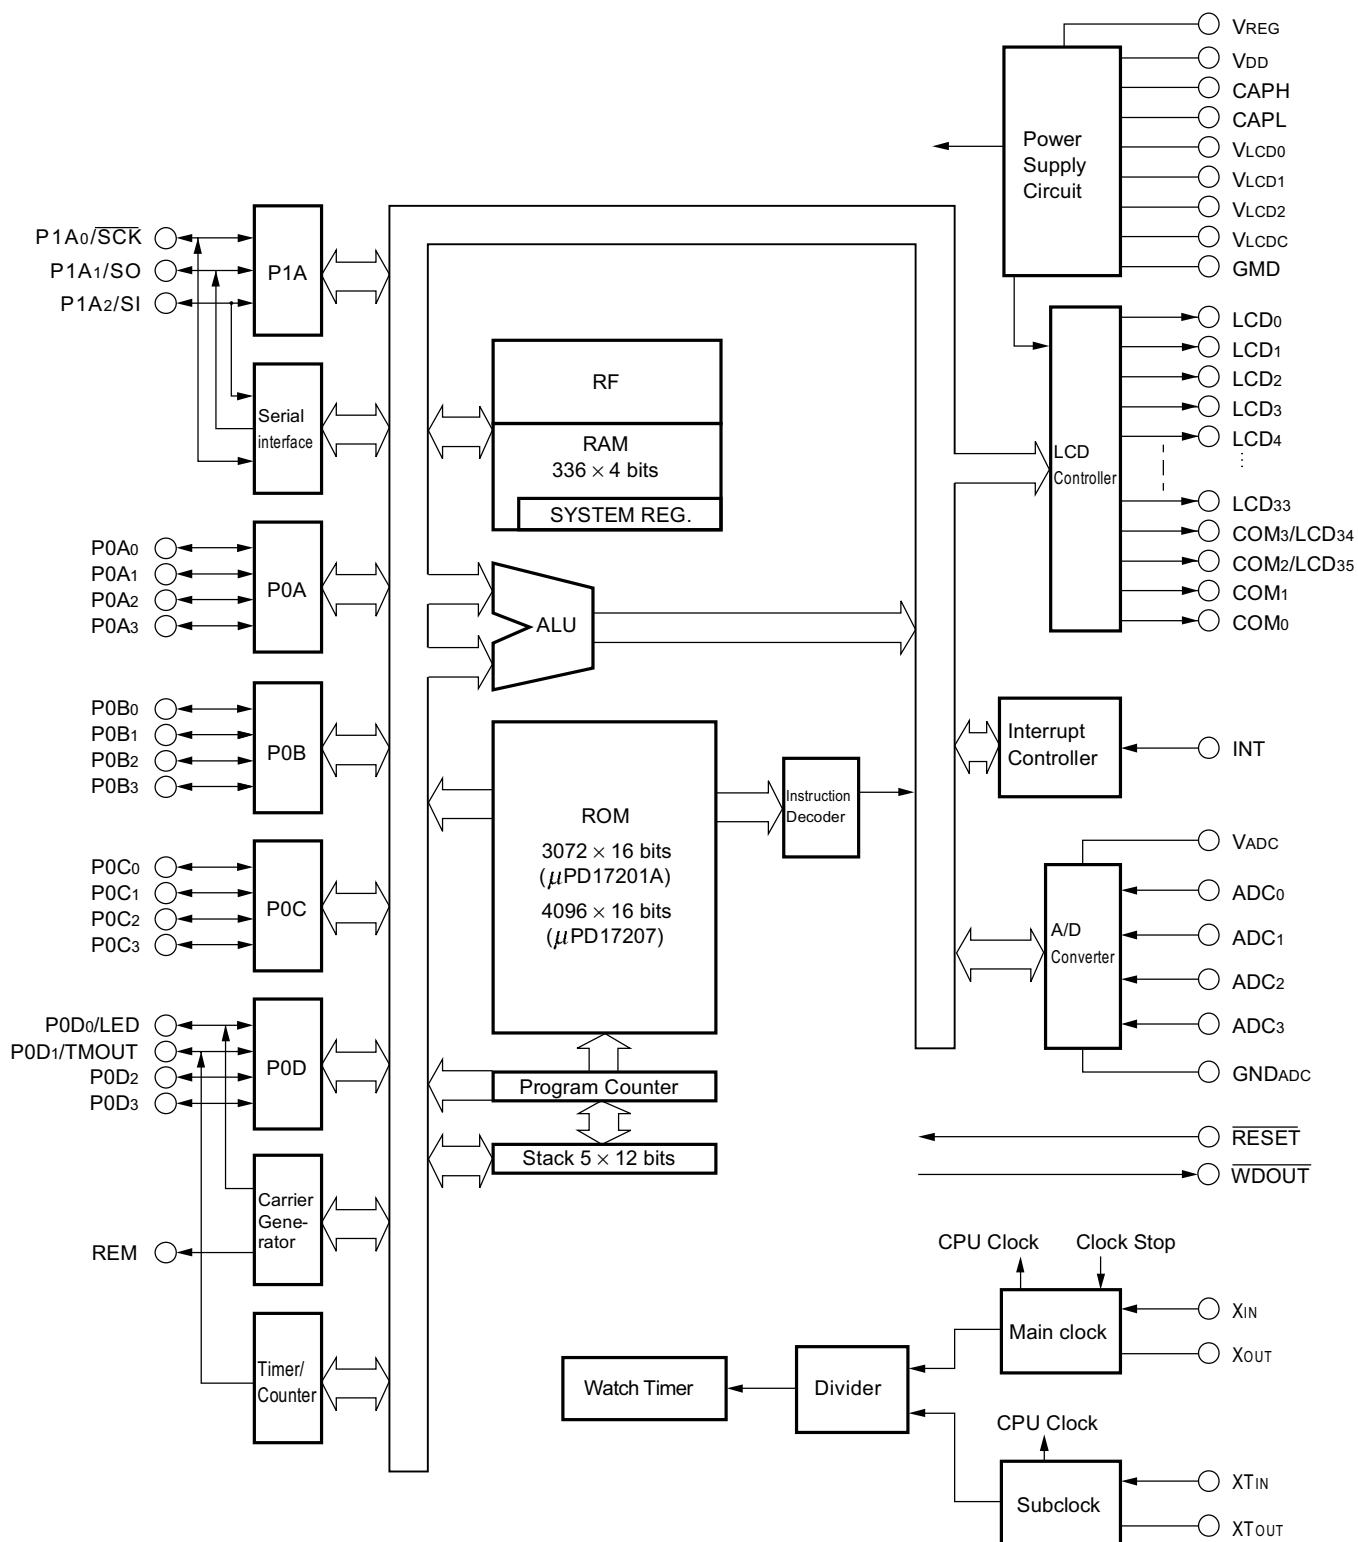 VREG
VDD
CAPH
CAPL
VLCD0
VLCD1
VLCD2
VLCDC
GMD
Power
Supply
Circuit
P1A0/SCK
P1A1/SO
P1A2/SI
P1A
Serial
interface
RF
RAM
336 × 4 bits
SYSTEM REG.
LCD
Controller
LCD0
LCD1
LCD2
LCD3
LCD4
LCD33
COM3/LCD34
COM2/LCD35
COM1
COM0
P0A0
P0A1
P0A2
P0A3
P0A
ALU
P0B0
P0B1
P0B2
P0B3
P0B
ROM
3072 × 16 bits
(μPD17201A)
4096 × 16 bits
(μPD17207)
Instruction
Decoder
Interrupt
Controller
INT
P0C0
P0C1
P0C2
P0C3
P0C
A/D
Converter
VADC
ADC0
ADC1
ADC2
ADC3
GNDADC
P0D0/LED
P0D1/TMOUT
P0D2
P0D3
P0D
Program Counter
Stack 5 × 12 bits
RESET
WDOUT
REM
Carrier
Gene-
rator
Timer/
Counter
CPU Clock
Clock Stop
Main clock
XIN
XOUT
Watch Timer
Divider
CPU Clock
Subclock
XTIN
XTOUT